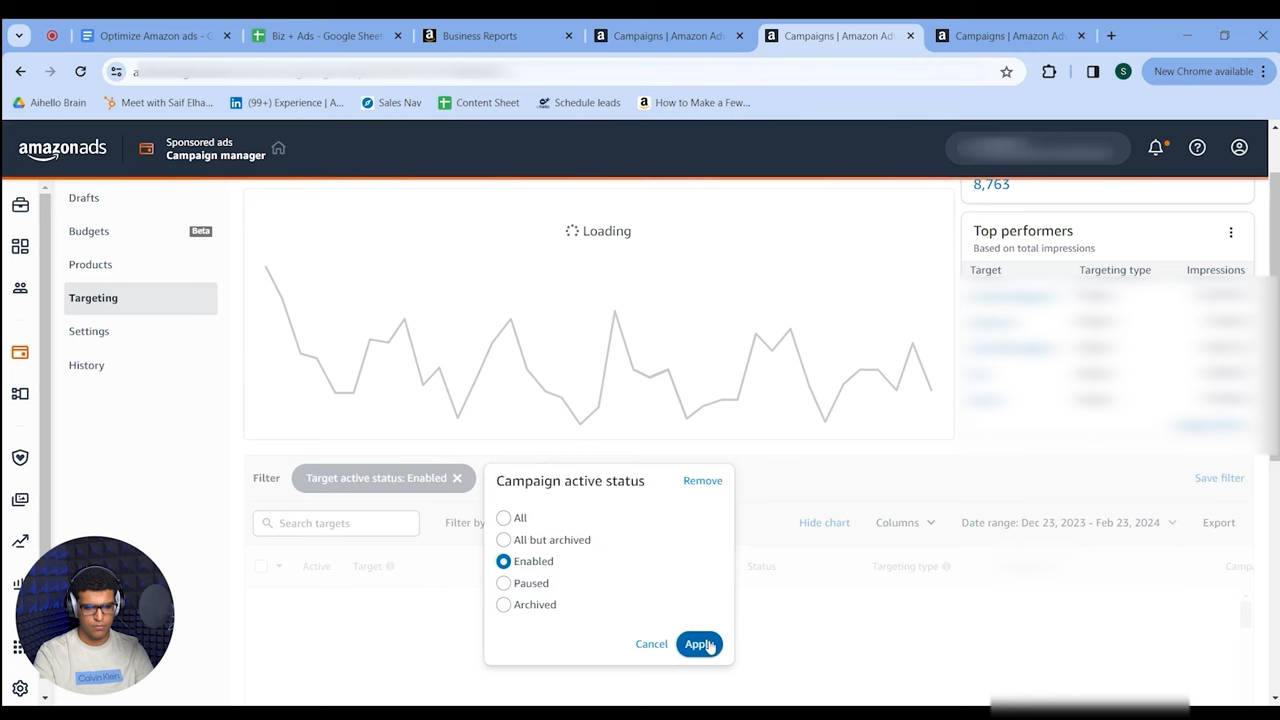 Optimize Amazon ads - G
Biz + Ads - Google Sheet
Business Reports
Campaigns | Amazon Ad
Campaigns | Amazon Ad
Campaigns | Amazon Ad
New Chrome available
S
Aihello Brain
Meet with Saif Elha...
(99+) Experience | A...
Sales Nav
Content Sheet
Schedule leads
How to Make a Few...
amazonads
Sponsored ads
Campaign manager
Drafts
Budgets
Beta
Products
Targeting
Settings
History
Loading
8,763
Top performers
Based on total impressions
Target
Targeting type
Impressions
Filter
Target active status: Enabled
Save filter
Search targets
Filter by
Hide chart
Columns
Date range: Dec 23, 2023 - Feb 23, 2024
Export
Active
Target
Status
Targeting type
Campa
Campaign active status
Remove
All
All but archived
Enabled
Paused
Archived
Cancel
Apply
Calvin Klein